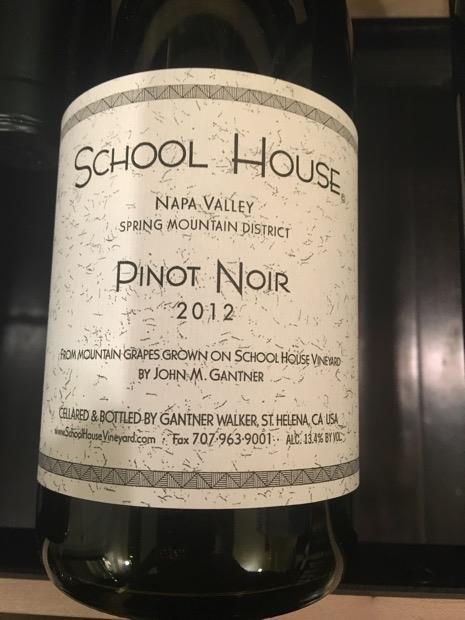 SCHOOL HOUSE®
NAPA VALLEY
SPRING MOUNTAIN DISTRICT
PINOT NOIR
2012
FROM MOUNTAIN GRAPES GROWN ON SCHOOL HOUSE VINEYARD
BY JOHN M. GANTNER
CELLARED & BOTTLED BY GANTNER WALKER, ST. HELENA, CA USA
www.SchoolHouseVineyard.com · Fax 707·963·9001 · ALC. 13.4% BY VOL.